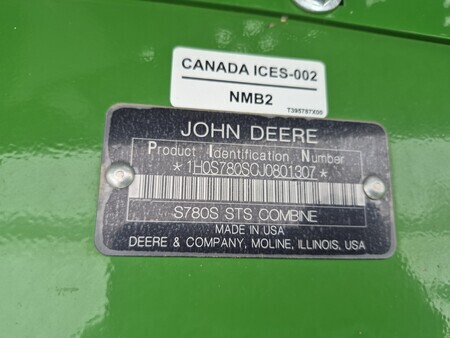 CANADA ICES-002
NMB2
JOHN DEERE
Product Identification Number
*1H0S780SCJ0801307*
S780S STS COMBINE
MADE IN USA
DEERE & COMPANY, MOLINE, ILLINOIS, USA